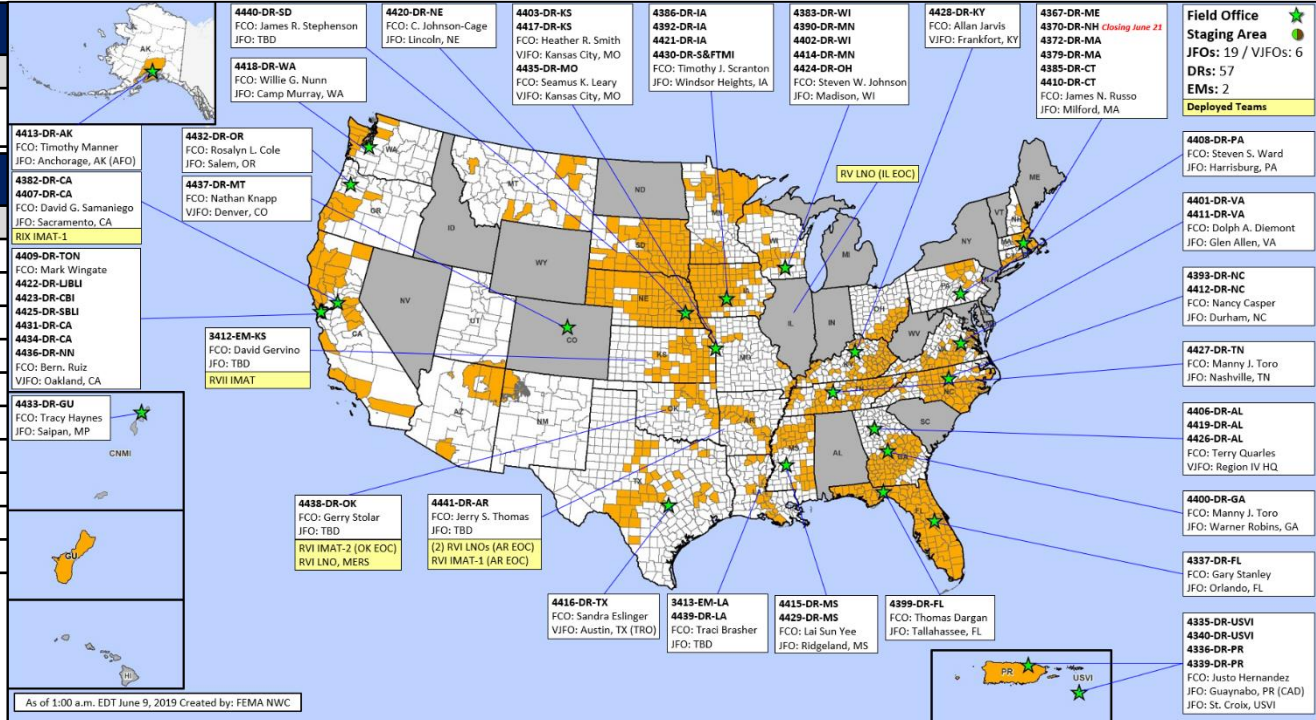 4440-DR-SD
FCO: James R. Stephenson
JFO: TBD
4420-DR-NE
FCO: C. Johnson-Cage
JFO: Lincoln, NE
4403-DR-KS
4417-DR-KS
FCO: Heather R. Smith
VJFO: Kansas City, MO
4435-DR-MO
FCO: Seamus K. Leary
VJFO: Kansas City, MO
4386-DR-IA
4392-DR-IA
4421-DR-IA
4430-DR-S&FTMI
FCO: Timothy J. Scranton
JFO: Windsor Heights, IA
4383-DR-WI
4390-DR-MN
4402-DR-WI
4414-DR-MN
4424-DR-OH
FCO: Steven W. Johnson
JFO: Madison, WI
4428-DR-KY
FCO: Allan Jarvis
VJFO: Frankfort, KY
4367-DR-ME
4370-DR-NH Closing June 21
4372-DR-MA
4379-DR-MA
4385-DR-CT
4410-DR-CT
FCO: James N. Russo
JFO: Milford, MA
Field Office
Staging Area
JFOs: 19 / VJFOs: 6
DRs: 57
EMs: 2
Deployed Teams
4418-DR-WA
FCO: Willie G. Nunn
JFO: Camp Murray, WA
4413-DR-AK
FCO: Timothy Manner
JFO: Anchorage, AK (AFO)
4432-DR-OR
FCO: Rosalyn L. Cole
JFO: Salem, OR
4437-DR-MT
FCO: Nathan Knapp
VJFO: Denver, CO
4382-DR-CA
4407-DR-CA
FCO: David G. Samaniego
JFO: Sacramento, CA
RIX IMAT-1
4409-DR-TON
FCO: Mark Wingate
4422-DR-LJBLI
4423-DR-CBI
4425-DR-SBLI
4431-DR-CA
4434-DR-CA
4436-DR-NN
FCO: Bern. Ruiz
VJFO: Oakland, CA
3412-EM-KS
FCO: David Gervino
JFO: TBD
RVII IMAT
RV LNO (IL EOC)
4408-DR-PA
FCO: Steven S. Ward
JFO: Harrisburg, PA
4401-DR-VA
4411-DR-VA
FCO: Dolph A. Diemont
JFO: Glen Allen, VA
4393-DR-NC
4412-DR-NC
FCO: Nancy Casper
JFO: Durham, NC
4427-DR-TN
FCO: Manny J. Toro
JFO: Nashville, TN
4406-DR-AL
4419-DR-AL
4426-DR-AL
FCO: Terry Quarles
VJFO: Region IV HQ
4400-DR-GA
FCO: Manny J. Toro
JFO: Warner Robins, GA
4337-DR-FL
FCO: Gary Stanley
JFO: Orlando, FL
4335-DR-USVI
4340-DR-USVI
4336-DR-PR
4339-DR-PR
FCO: Justo Hernandez
JFO: Guaynabo, PR (CAD)
JFO: St. Croix, USVI
4433-DR-GU
FCO: Tracy Haynes
JFO: Saipan, MP
4438-DR-OK
FCO: Gerry Stolar
JFO: TBD
RVI IMAT-2 (OK EOC)
RVI LNO, MERS
4441-DR-AR
FCO: Jerry S. Thomas
JFO: TBD
(2) RVI LNOs (AR EOC)
RVI IMAT-1 (AR EOC)
4416-DR-TX
FCO: Sandra Eslinger
VJFO: Austin, TX (TRO)
3413-EM-LA
4439-DR-LA
FCO: Traci Brasher
JFO: TBD
4415-DR-MS
4429-DR-MS
FCO: Lai Sun Yee
JFO: Ridgeland, MS
4399-DR-FL
FCO: Thomas Dargan
JFO: Tallahassee, FL
AK
WA
OR
ID
MT
ND
SD
WY
NV
UT
CO
CA
AZ
NM
NE
KS
OK
TX
MN
IA
MO
AR
WI
MI
IL
IN
OH
KY
TN
MS
AL
GA
FL
SC
NC
WV
PA
NY
NJ
VT
NH
ME
MA
CNMI
GU
HI
PR
USVI
As of 1:00 a.m. EDT June 9, 2019 Created by: FEMA NWC